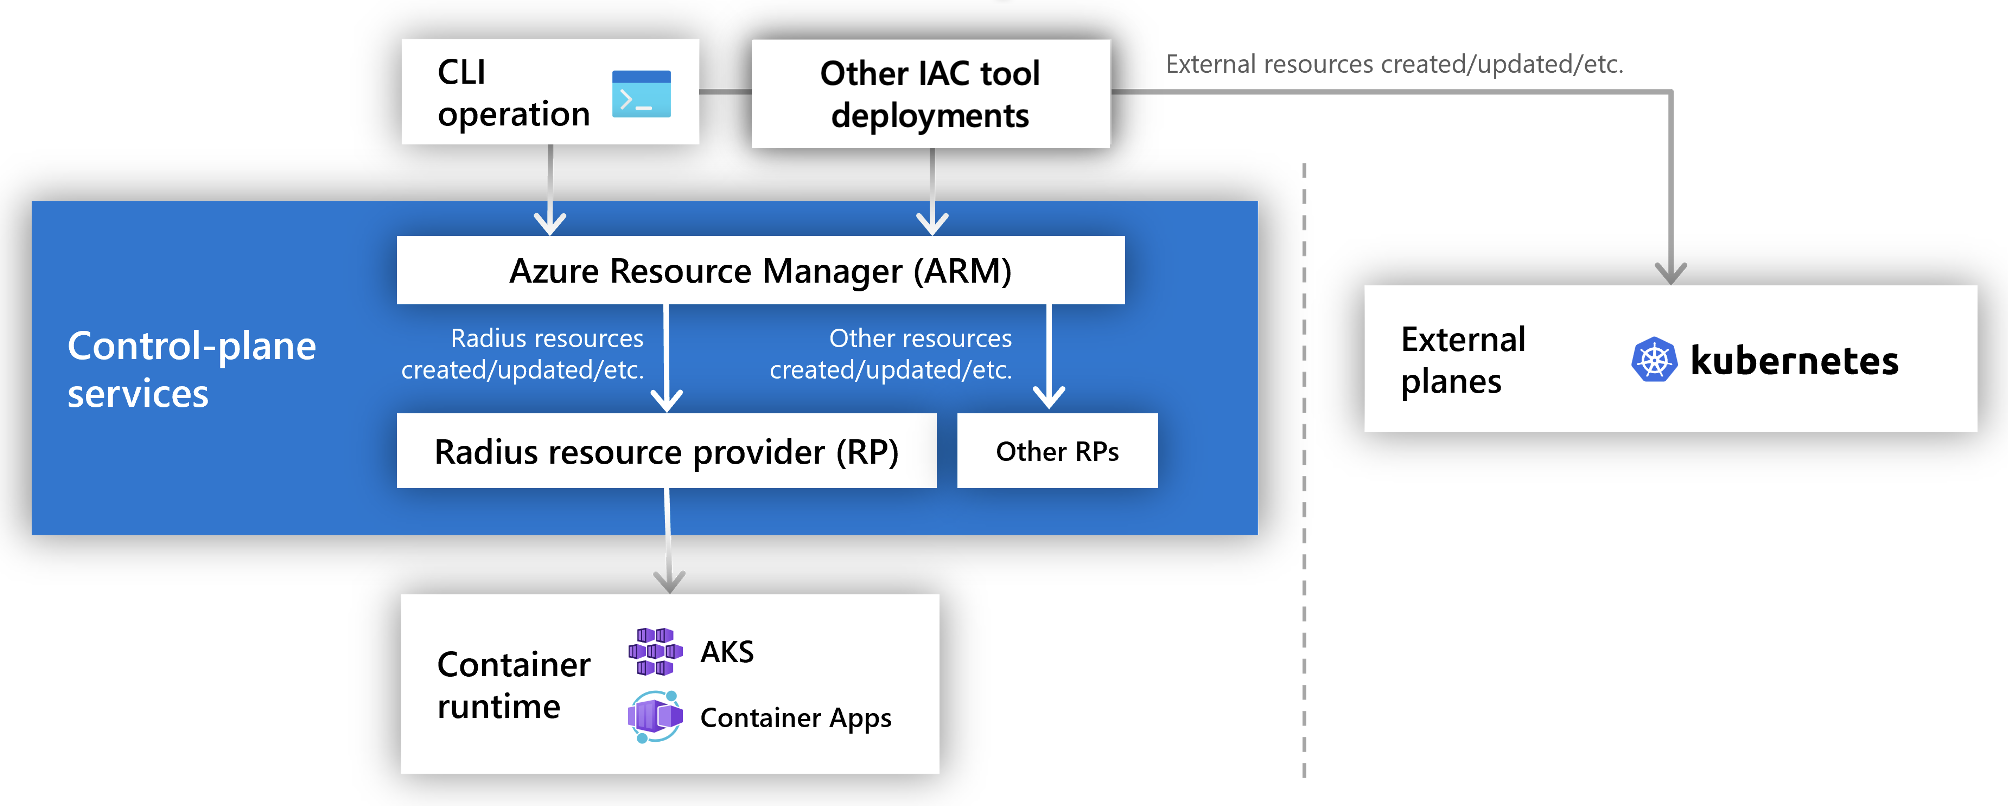 CLI
operation
Other IAC tool
deployments
External resources created/updated/etc.
Azure Resource Manager (ARM)
Control-plane
services
Radius resources
created/updated/etc.
Other resources
created/updated/etc.
Radius resource provider (RP)
Other RPs
External
planes
kubernetes
Container
runtime
AKS
Container Apps